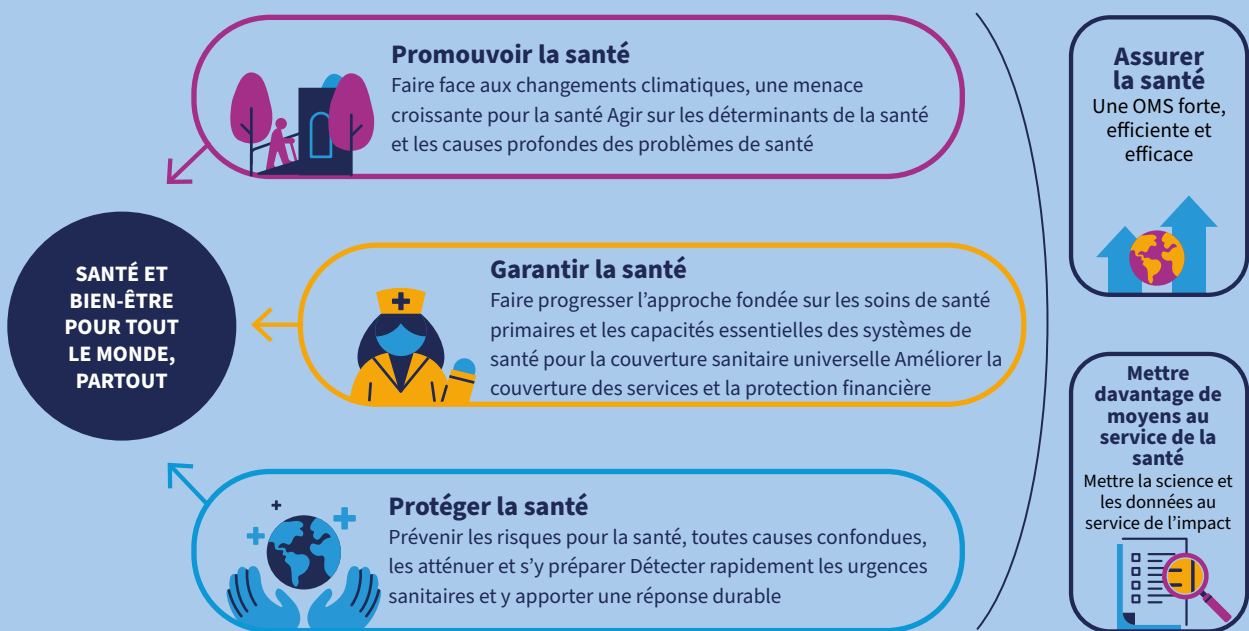 Promouvoir la santé
Faire face aux changements climatiques, une menace
croissante pour la santé Agir sur les déterminants de la santé
et les causes profondes des problèmes de santé
SANTÉ ET
BIEN-ÊTRE
POUR TOUT
LE MONDE,
PARTOUT
Garantir la santé
Faire progresser l’approche fondée sur les soins de santé
primaires et les capacités essentielles des systèmes de
santé pour la couverture sanitaire universelle Améliorer la
couverture des services et la protection financière
Protéger la santé
Prévenir les risques pour la santé, toutes causes confondues,
les atténuer et s’y préparer Détecter rapidement les urgences
sanitaires et y apporter une réponse durable
Assurer
la santé
Une OMS forte,
efficiente et
efficace
Mettre
davantage de
moyens au
service de la
santé
Mettre la science et
les données au
service de l’impact